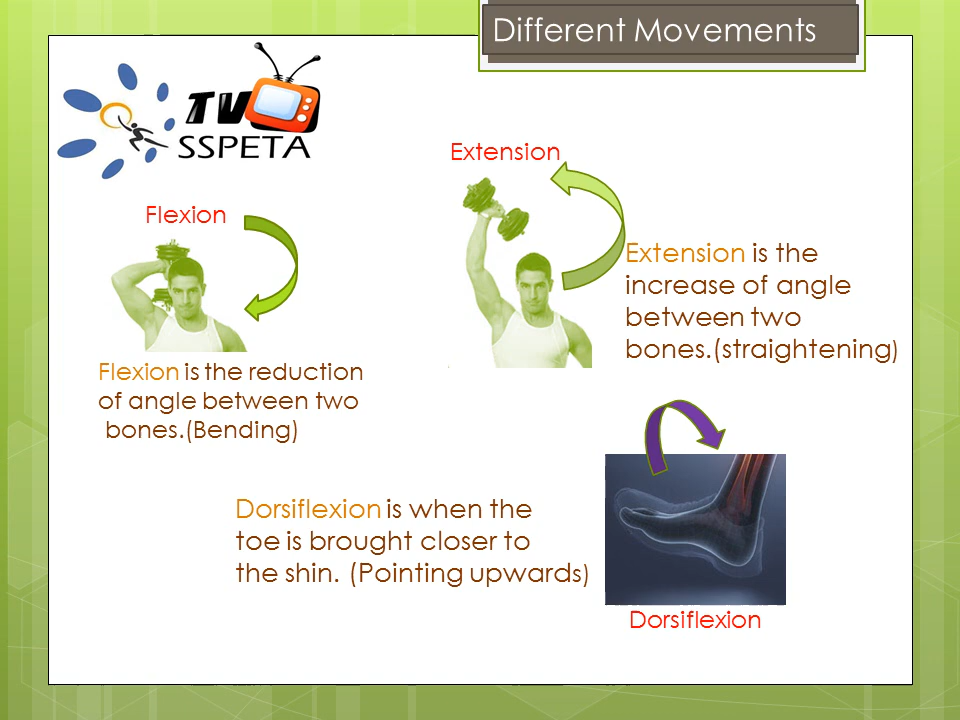 Different Movements
TV
SSPETA
Extension
Flexion
Extension is the
increase of angle
between two
bones.(straightening)
Flexion is the reduction
of angle between two
bones.(Bending)
Dorsiflexion is when the
toe is brought closer to
the shin. (Pointing upwards)
Dorsiflexion